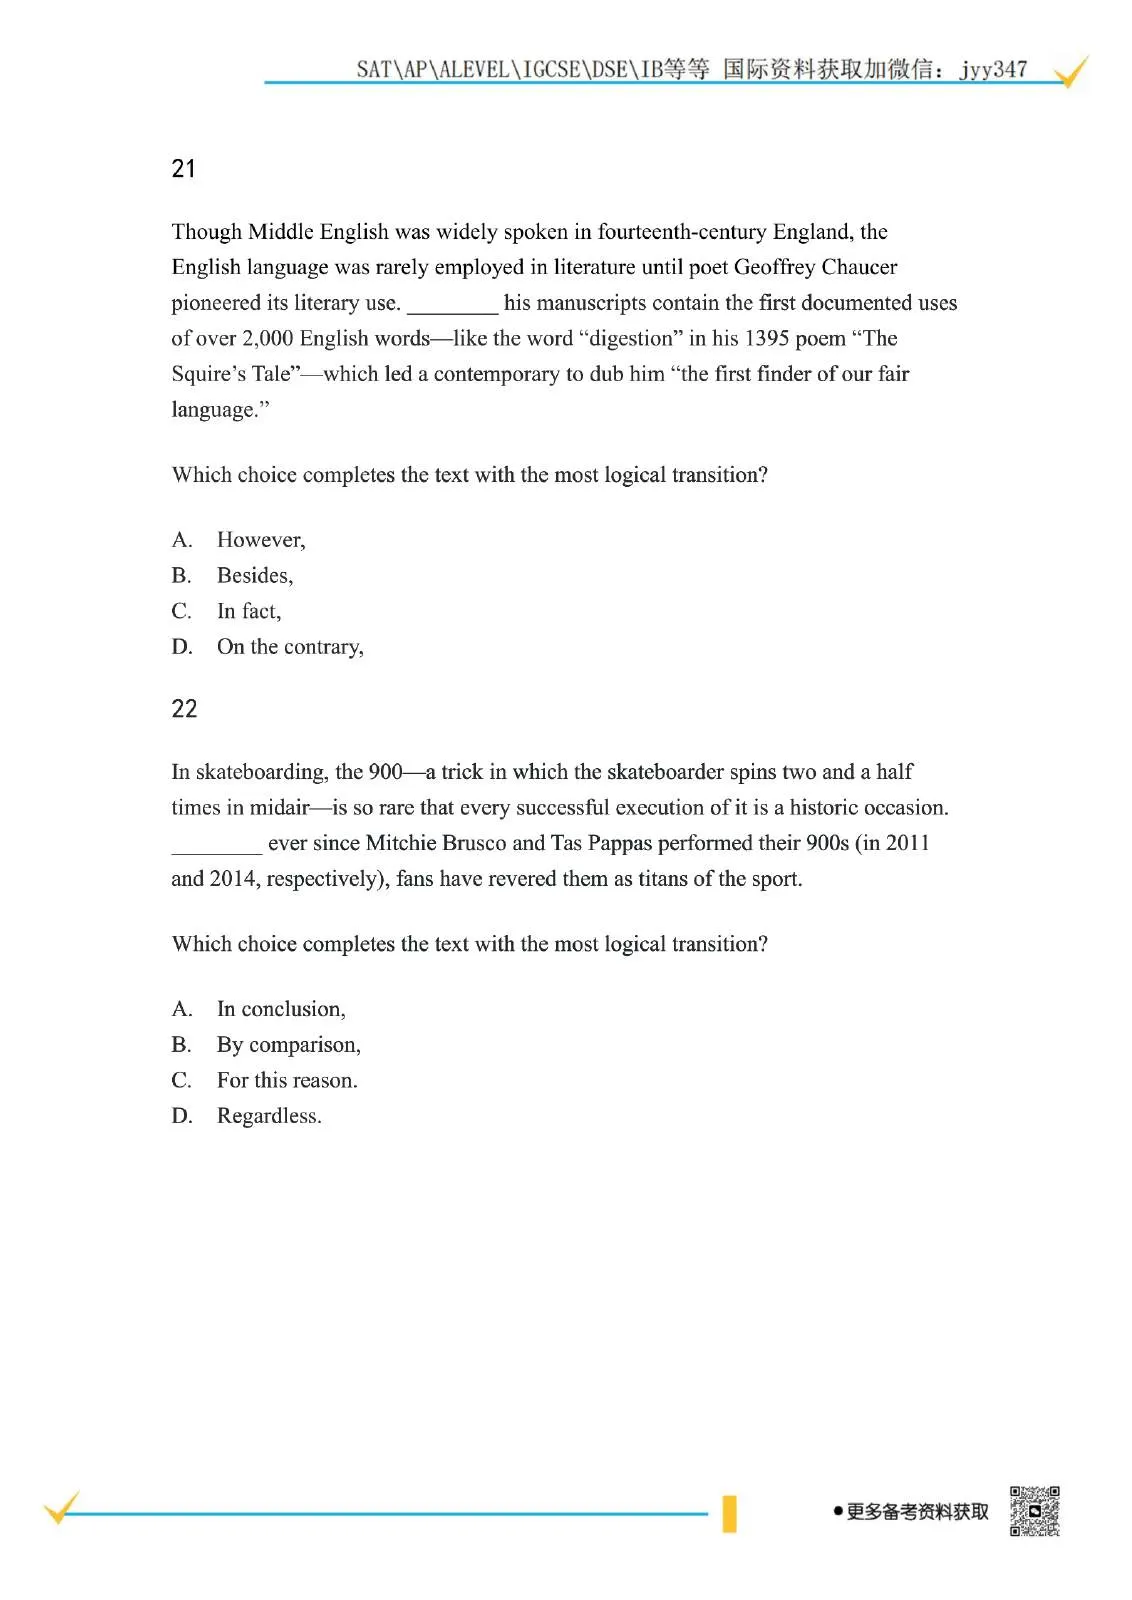 SAT\AP\ALEVEL\IGCSE\DSE\IB等等 国际资料获取加微信：jyy347
21
Though Middle English was widely spoken in fourteenth-century England, the
English language was rarely employed in literature until poet Geoffrey Chaucer
pioneered its literary use. ________ his manuscripts contain the first documented uses
of over 2,000 English words—like the word “digestion” in his 1395 poem “The
Squire’s Tale”—which led a contemporary to dub him “the first finder of our fair
language.”
Which choice completes the text with the most logical transition?
A. However,
B. Besides,
C. In fact,
D. On the contrary,
22
In skateboarding, the 900—a trick in which the skateboarder spins two and a half
times in midair—is so rare that every successful execution of it is a historic occasion.
________ ever since Mitchie Brusco and Tas Pappas performed their 900s (in 2011
and 2014, respectively), fans have revered them as titans of the sport.
Which choice completes the text with the most logical transition?
A. In conclusion,
B. By comparison,
C. For this reason.
D. Regardless.
●更多备考资料获取